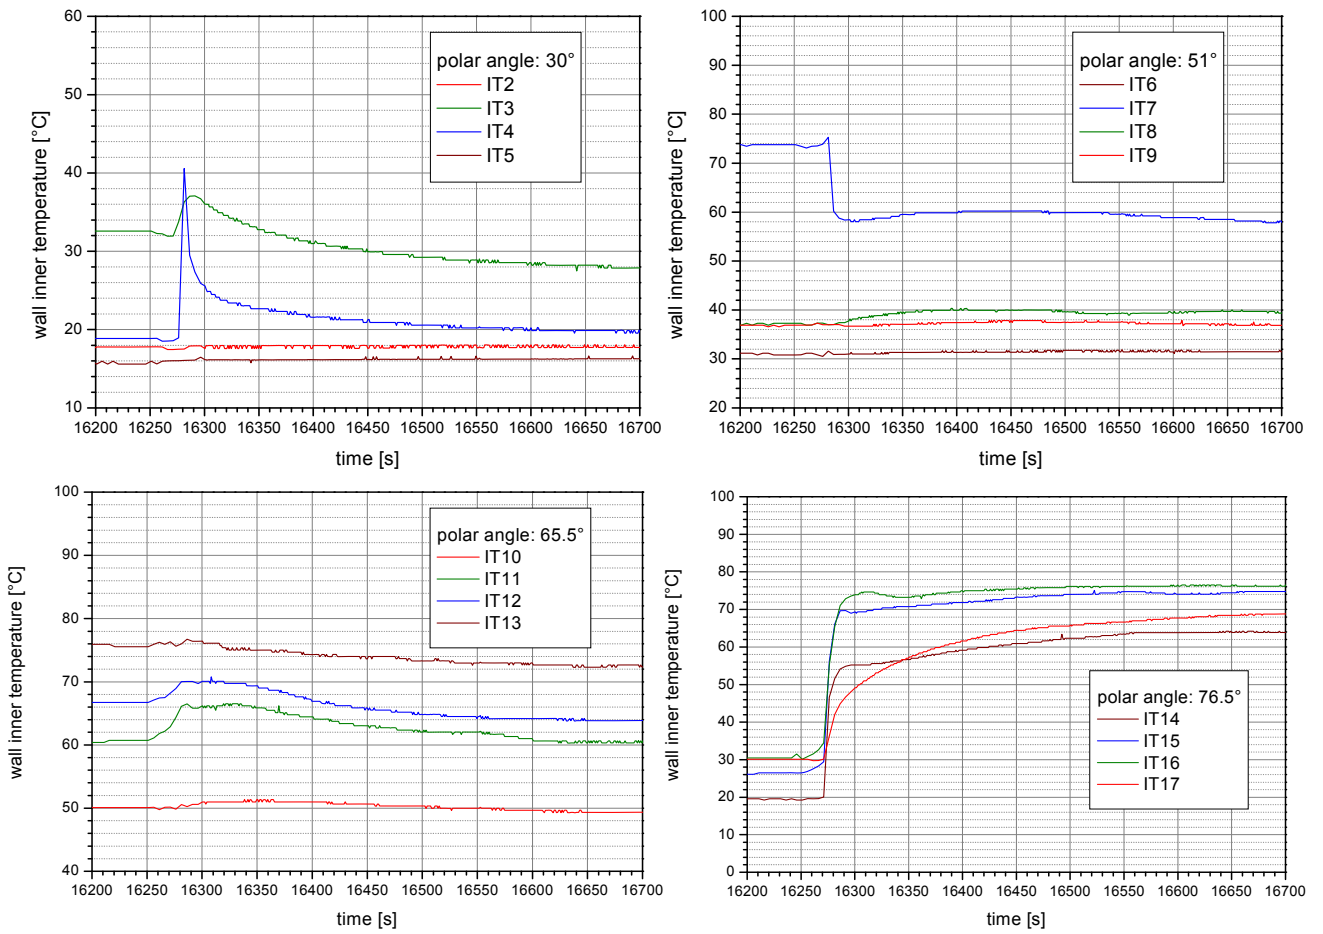 60
50
40
30
20
10
wall inner temperature [°C]
polar angle: 30°
IT2
IT3
IT4
IT5
16200 16250 16300 16350 16400 16450 16500 16550 16600 16650 16700
time [s]
100
90
80
70
60
50
40
30
20
wall inner temperature [°C]
polar angle: 51°
IT6
IT7
IT8
IT9
16200 16250 16300 16350 16400 16450 16500 16550 16600 16650 16700
time [s]
100
90
80
70
60
50
40
wall inner temperature [°C]
polar angle: 65.5°
IT10
IT11
IT12
IT13
16200 16250 16300 16350 16400 16450 16500 16550 16600 16650 16700
time [s]
100
90
80
70
60
50
40
30
20
10
0
wall inner temperature [°C]
polar angle: 76.5°
IT14
IT15
IT16
IT17
16200 16250 16300 16350 16400 16450 16500 16550 16600 16650 16700
time [s]